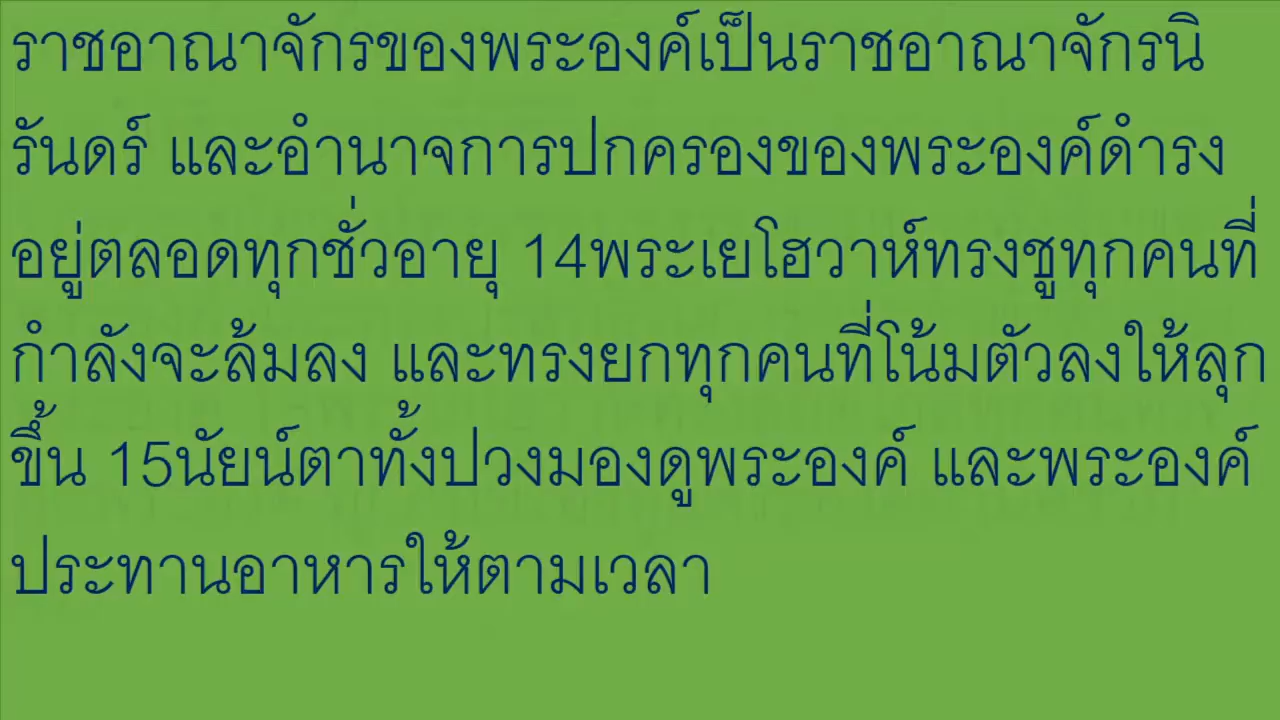 ราชอาณาจักรของพระองค์เป็นราชอาณาจักรนิ
รันดร์ และอำนาจการปกครองของพระองค์ดำรง
อยู่ตลอดทุกชั่วอายุ 14พระเยโฮวาห์ทรงชูทุกคนที่
กำลังจะล้มลง และทรงยกทุกคนที่โน้มตัวลงให้ลุก
ขึ้น 15นัยน์ตาทั้งปวงมองดูพระองค์ และพระองค์
ประทานอาหารให้ตามเวลา